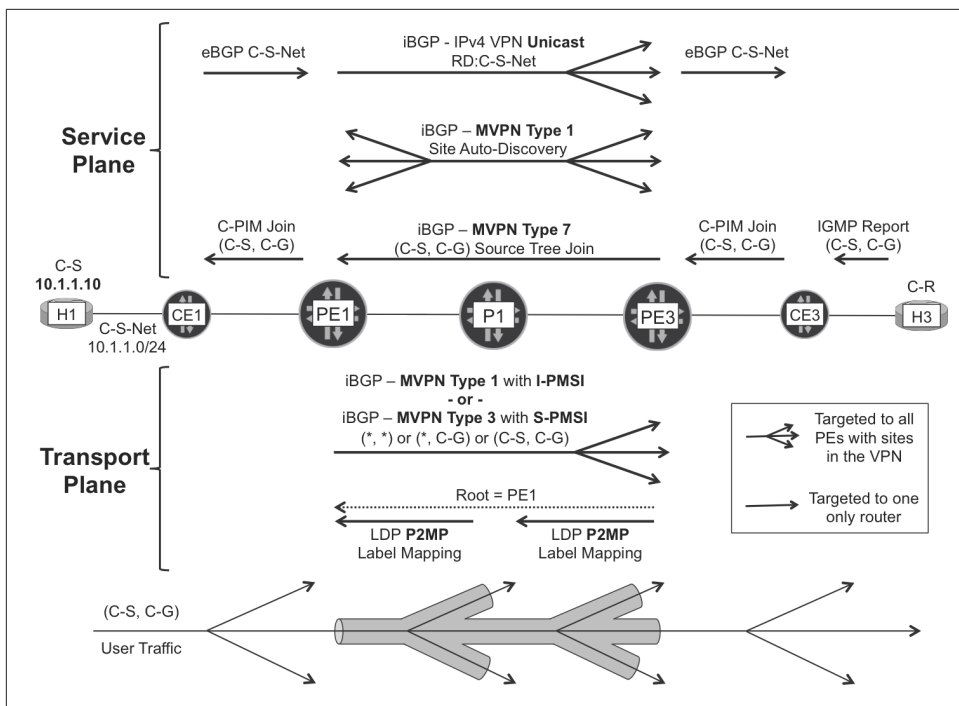 iBGP - IPv4 VPN Unicast
RD:C-S-Net
eBGP C-S-Net
eBGP C-S-Net
Service
Plane
iBGP – MVPN Type 1
Site Auto-Discovery
C-PIM Join
(C-S, C-G)
iBGP – MVPN Type 7
(C-S, C-G) Source Tree Join
C-PIM Join
(C-S, C-G)
IGMP Report
(C-S, C-G)
C-S
10.1.1.10
H1
C-S-Net
10.1.1.0/24
CE1
PE1
P1
PE3
CE3
C-R
H3
Transport
Plane
iBGP – MVPN Type 1 with I-PMSI
- or -
iBGP – MVPN Type 3 with S-PMSI
(*, *) or (*, C-G) or (C-S, C-G)
Root = PE1
LDP P2MP
Label Mapping
LDP P2MP
Label Mapping
Targeted to all
PEs with sites
in the VPN
Targeted to one
only router
(C-S, C-G)
User Traffic